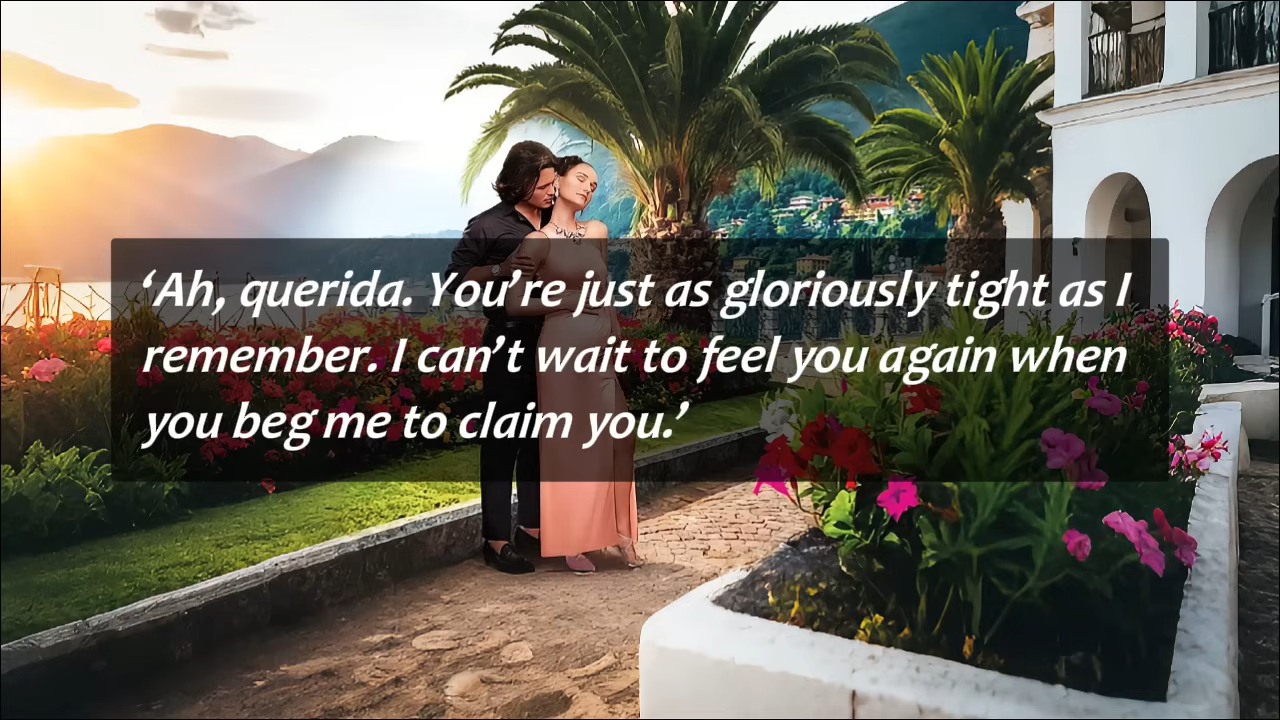 ‘Ah, querida. You’re just as gloriously tight as I
remember. I can’t wait to feel you again when
you beg me to claim you.’